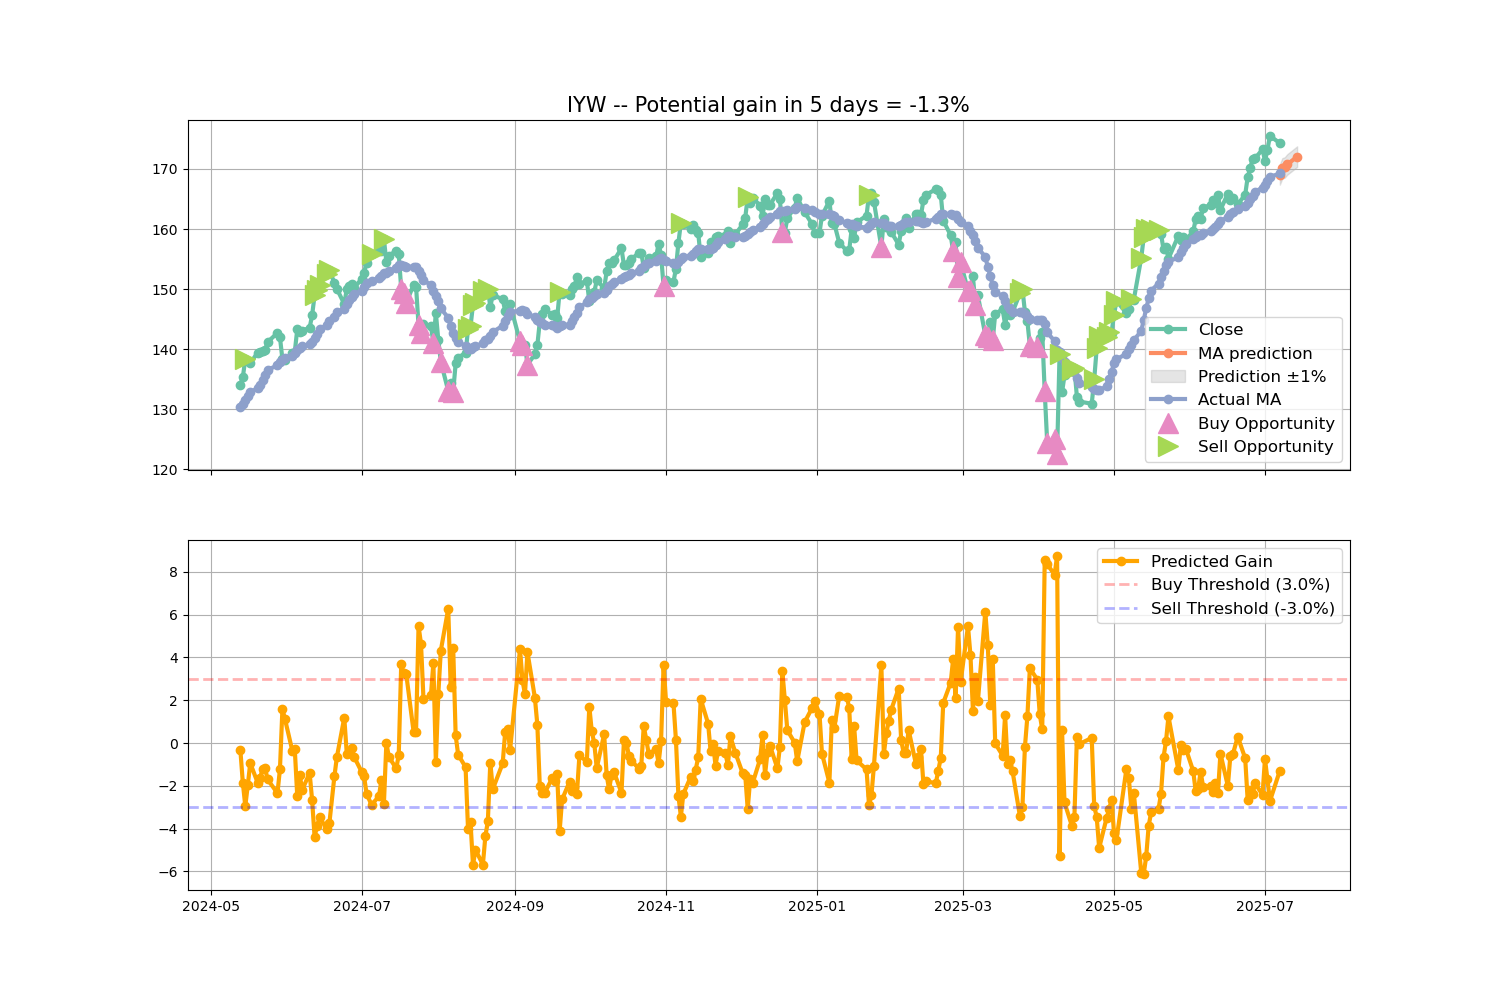 IYW -- Potential gain in 5 days = -1.3%
170
160
150
140
130
120
Close
MA prediction
Prediction ±1%
Actual MA
Buy Opportunity
Sell Opportunity
8
6
4
2
0
−2
−4
−6
Predicted Gain
Buy Threshold (3.0%)
Sell Threshold (-3.0%)
2024-05
2024-07
2024-09
2024-11
2025-01
2025-03
2025-05
2025-07